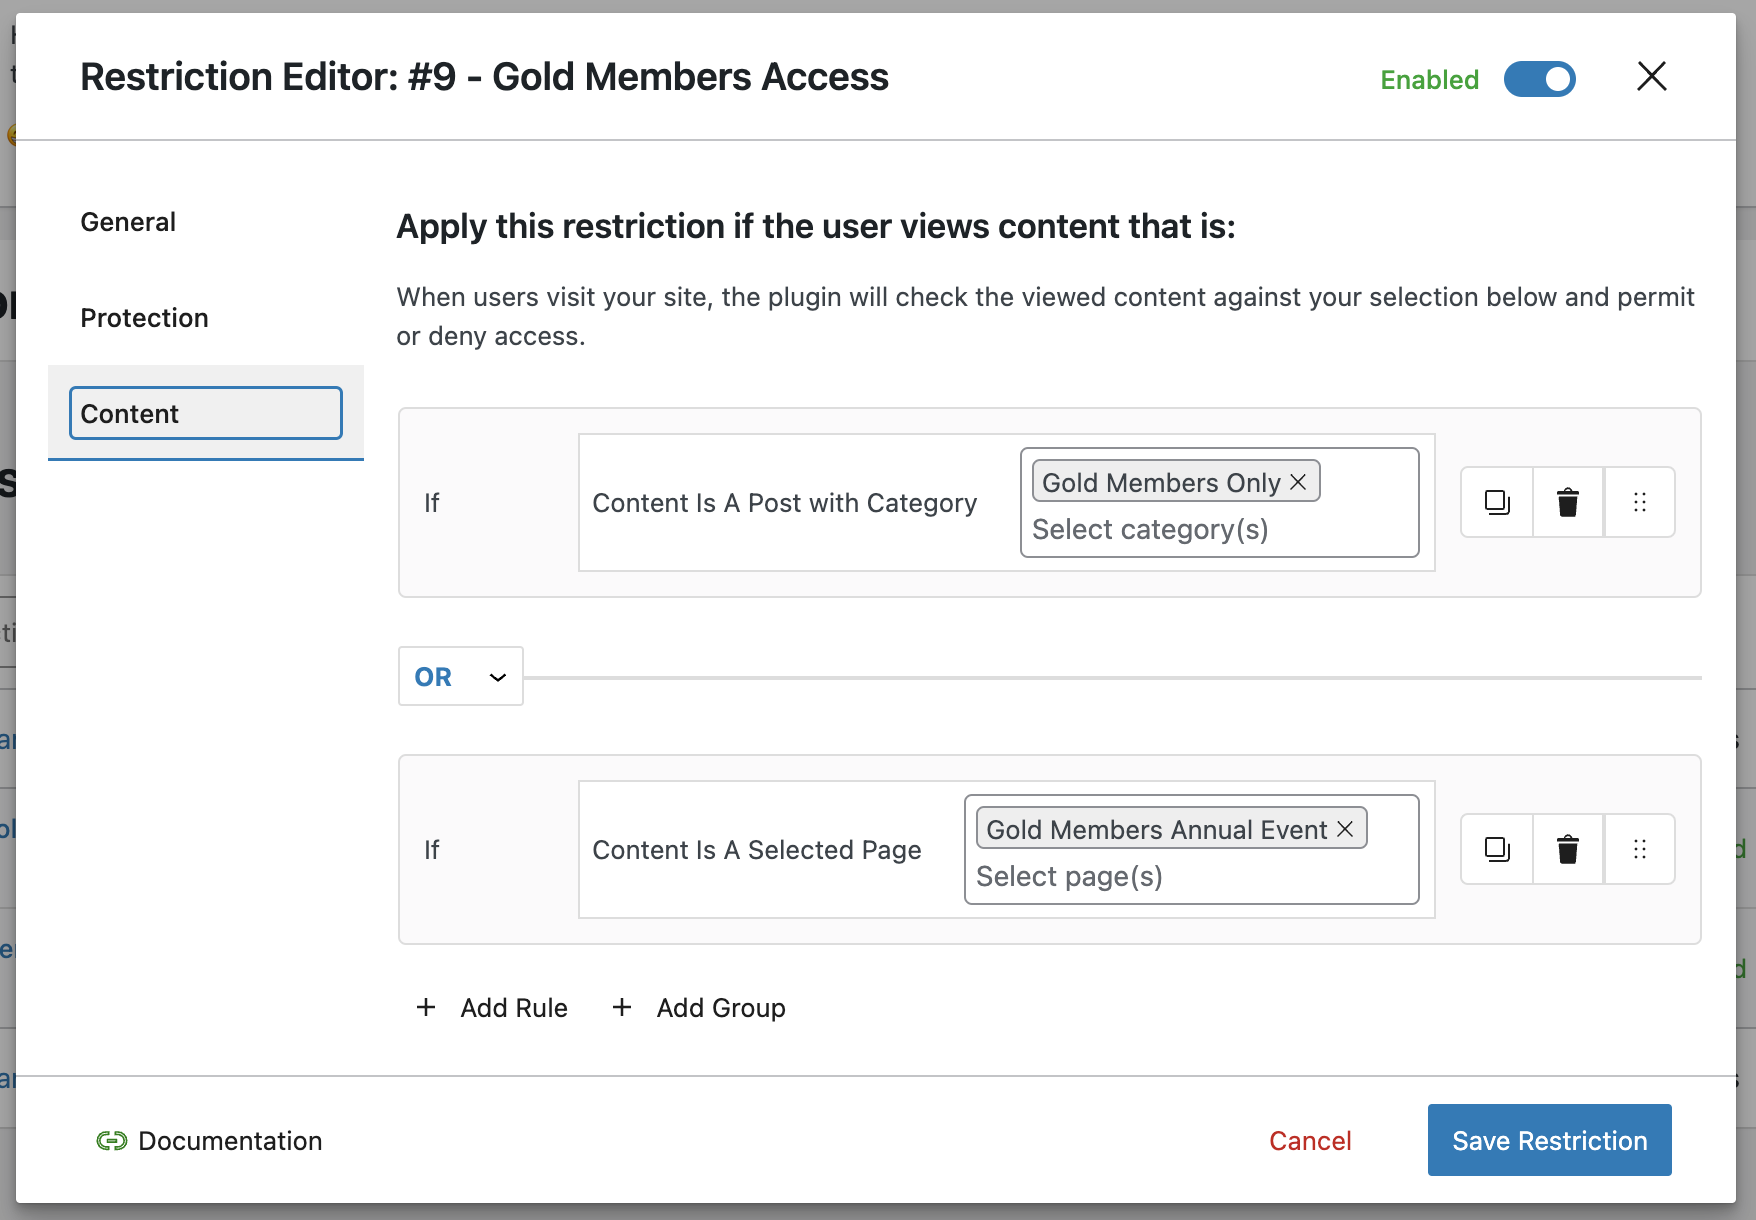 Restriction Editor: #9 - Gold Members Access
Enabled
General
Protection
Content
Apply this restriction if the user views content that is:
When users visit your site, the plugin will check the viewed content against your selection below and permit
or deny access.
If
Content Is A Post with Category
Gold Members Only
Select category(s)
OR
If
Content Is A Selected Page
Gold Members Annual Event
Select page(s)
+ Add Rule
+ Add Group
Documentation
Cancel
Save Restriction